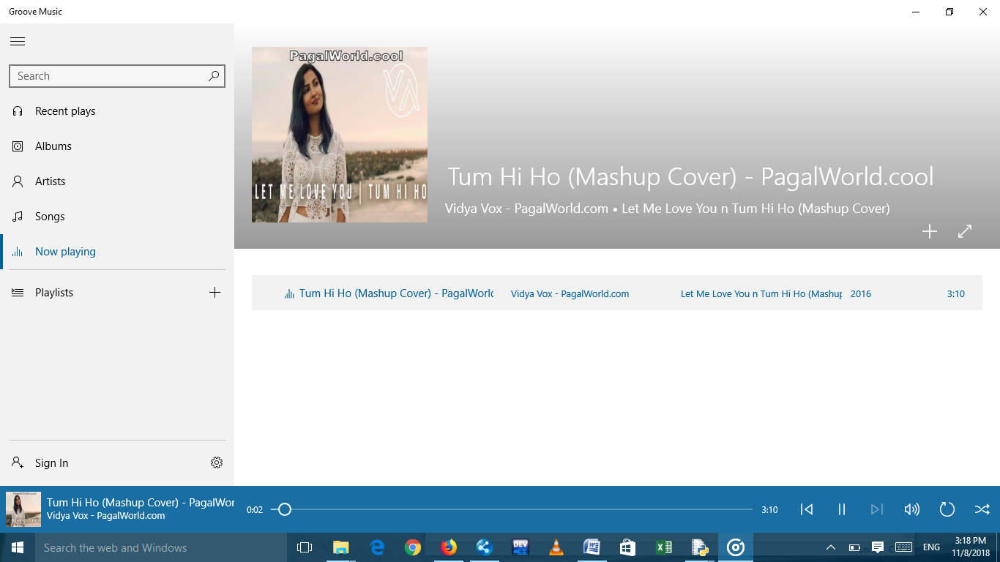 Groove Music
Search
Recent plays
Albums
Artists
Songs
Now playing
Playlists
Sign In
PagalWorld.cool
VA
LET ME LOVE YOU | TUM HI HO
Tum Hi Ho (Mashup Cover) - PagalWorld.cool
Vidya Vox - PagalWorld.com • Let Me Love You n Tum Hi Ho (Mashup Cover)
Tum Hi Ho (Mashup Cover) - PagalWorld Vidya Vox - PagalWorld.com Let Me Love You n Tum Hi Ho (Mashup 2016 3:10
Tum Hi Ho (Mashup Cover) - PagalWor
Vidya Vox - PagalWorld.com
0:02 3:10
Search the web and Windows
DEV
ENG
3:18 PM
11/8/2018